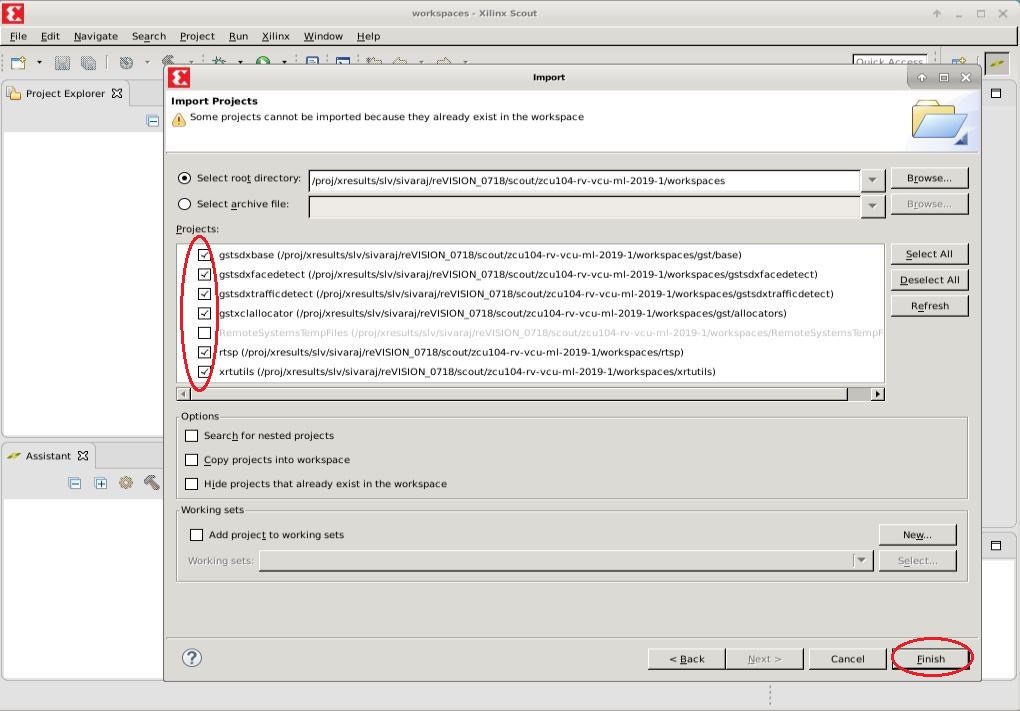 workspaces - Xilinx Scout
File Edit Navigate Search Project Run Xilinx Window Help
Quick Access
Project Explorer
Import
Import Projects
Some projects cannot be imported because they already exist in the workspace
Select root directory: /proj/xresults/slv/sivaraj/reVISION_0718/scout/zcu104-rv-vcu-ml-2019-1/workspaces Browse...
Select archive file: Browse...
Projects:
gstsdxbase (/proj/xresults/slv/sivaraj/reVISION_0718/scout/zcu104-rv-vcu-ml-2019-1/workspaces/gst/base) Select All
gstsdxfacedetect (/proj/xresults/slv/sivaraj/reVISION_0718/scout/zcu104-rv-vcu-ml-2019-1/workspaces/gstsdxfacedetect) Deselect All
gstsdxtrafficdetect (/proj/xresults/slv/sivaraj/reVISION_0718/scout/zcu104-rv-vcu-ml-2019-1/workspaces/gstsdxtrafficdetect) Refresh
gstxclallocator (/proj/xresults/slv/sivaraj/reVISION_0718/scout/zcu104-rv-vcu-ml-2019-1/workspaces/gst/allocators)
RemoteSystemsTempFiles (/proj/xresults/slv/sivaraj/reVISION_0718/scout/zcu104-rv-vcu-ml-2019-1/workspaces/RemoteSystemsTempF
rtsp (/proj/xresults/slv/sivaraj/reVISION_0718/scout/zcu104-rv-vcu-ml-2019-1/workspaces/rtsp)
xrtutils (/proj/xresults/slv/sivaraj/reVISION_0718/scout/zcu104-rv-vcu-ml-2019-1/workspaces/xrtutils)
Options
Search for nested projects
Copy projects into workspace
Hide projects that already exist in the workspace
Assistant
Working sets
Add project to working sets New...
Working sets: Select...
< Back Next > Cancel Finish